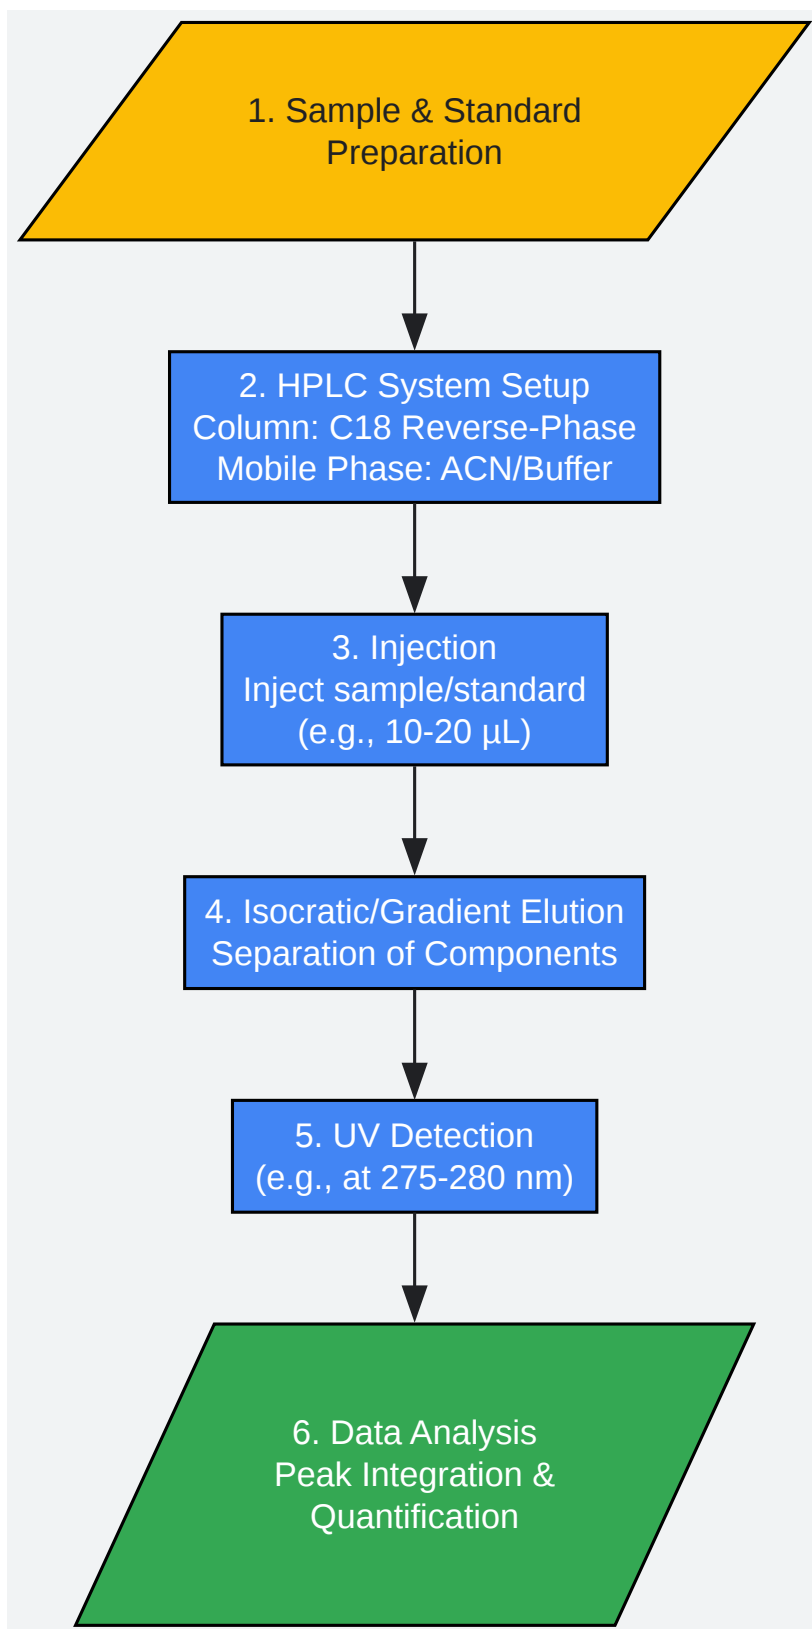 1. Sample & Standard
Preparation
2. HPLC System Setup
Column: C18 Reverse-Phase
Mobile Phase: ACN/Buffer
3. Injection
Inject sample/standard
(e.g., 10-20 µL)
4. Isocratic/Gradient Elution
Separation of Components
5. UV Detection
(e.g., at 275-280 nm)
6. Data Analysis
Peak Integration &
Quantification